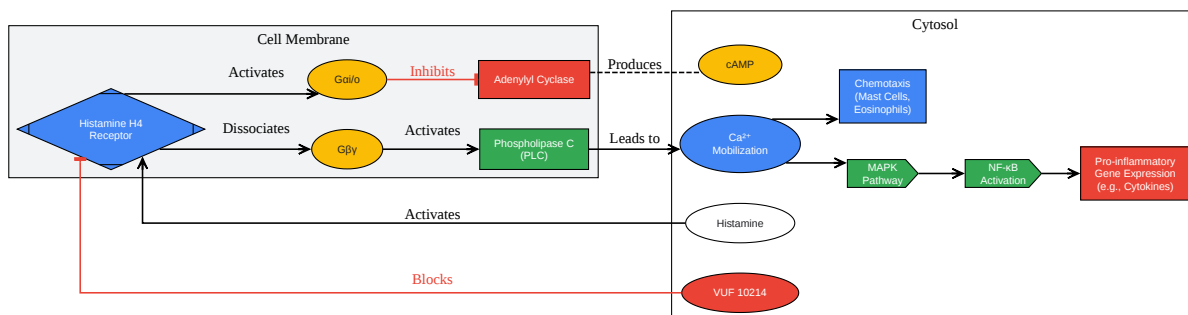 Cell Membrane
Cytosol
Activates
Gαi/o
Inhibits
Adenylyl Cyclase
Produces
cAMP
Chemotaxis
(Mast Cells,
Eosinophils)
Histamine H4
Receptor
Dissociates
Gβγ
Activates
Phospholipase C
(PLC)
Leads to
Ca²⁺
Mobilization
MAPK
Pathway
NF-κB
Activation
Pro-inflammatory
Gene Expression
(e.g., Cytokines)
Activates
Histamine
Blocks
VUF 10214